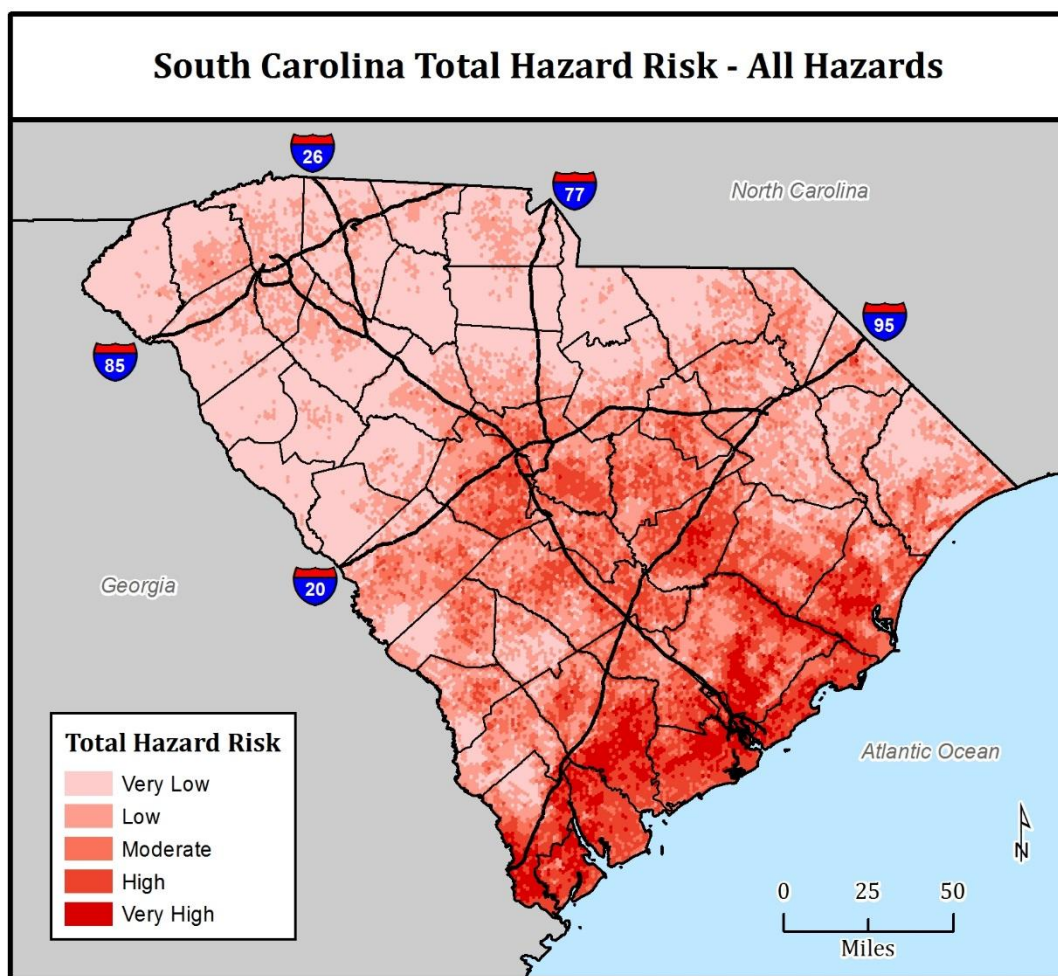 South Carolina Total Hazard Risk - All Hazards
26
77
North Carolina
95
85
20
Georgia
Atlantic Ocean
Total Hazard Risk
Very Low
Low
Moderate
High
Very High
N
0 25 50
Miles